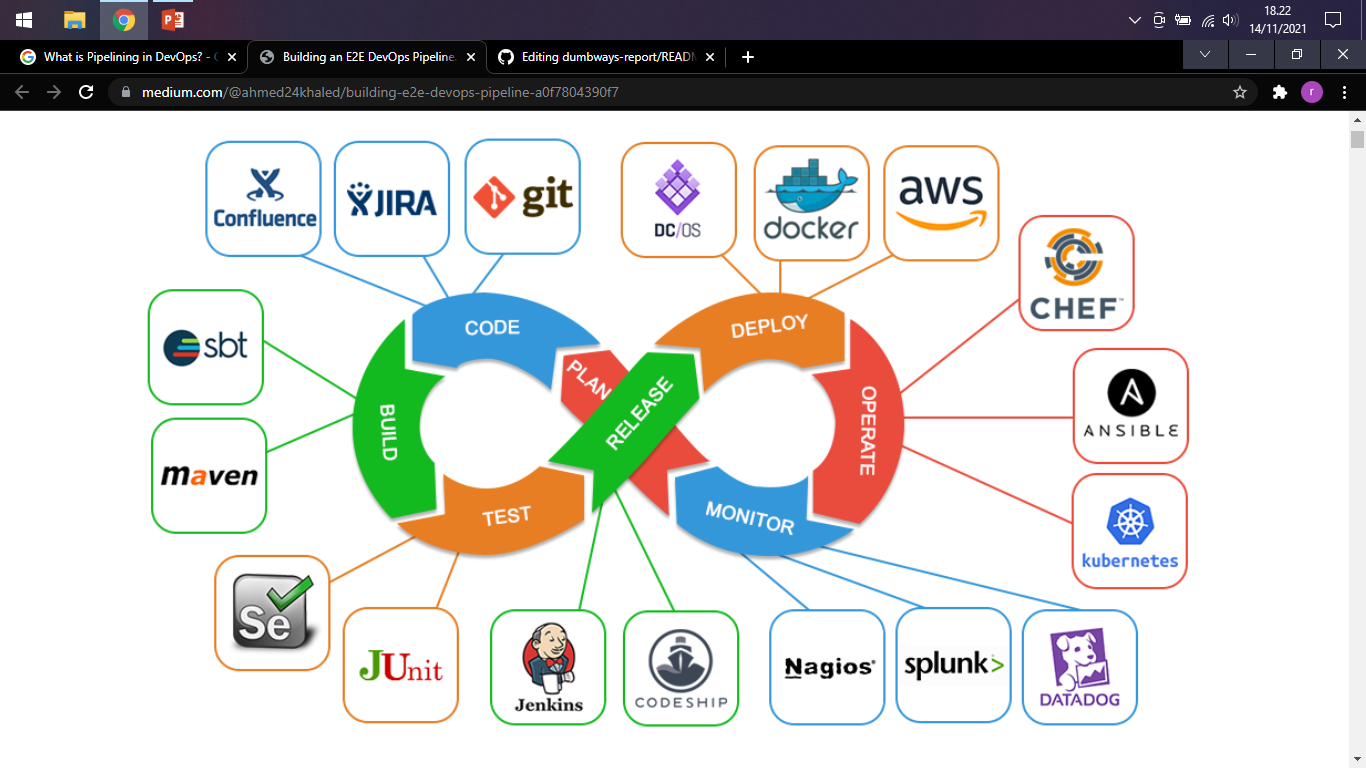 18.22
14/11/2021
What is Pipelining in DevOps? - G
Building an E2E DevOps Pipeline.
Editing dumbways-report/READM
medium.com/@ahmed24khaled/building-e2e-devops-pipeline-a0f7804390f7
r
Confluence
JIRA
git
DC/OS
docker
aws
CHEF™
sbt
CODE
DEPLOY
PLAN
RELEASE
BUILD
OPERATE
ANSIBLE
maven
TEST
MONITOR
kubernetes
Se
JUnit
Jenkins
CODESHIP
Nagios®
splunk>
DATADOG